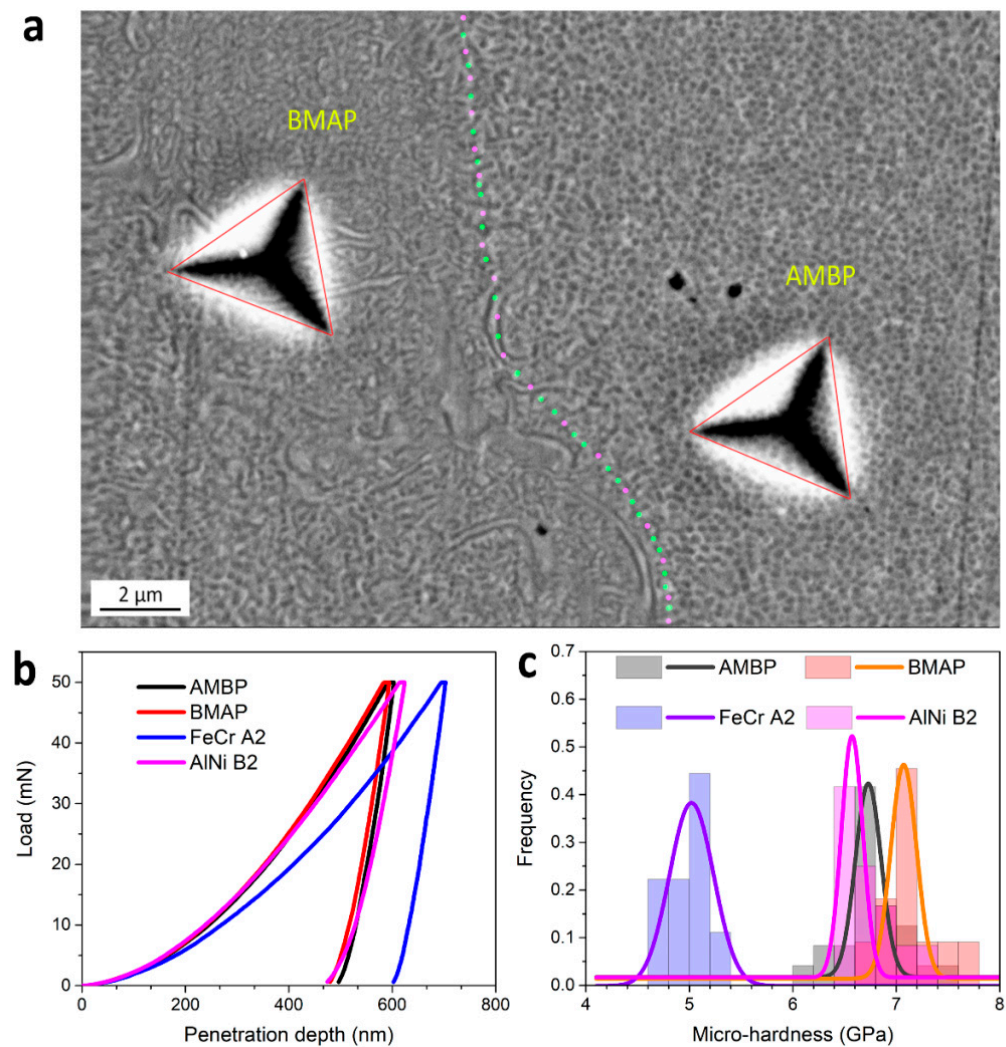 a
BMAP
AMBP
2 µm
b
50
40
30
20
10
0
Load (mN)
AMBP
BMAP
FeCr A2
AlNi B2
0 200 400 600 800
Penetration depth (nm)
c
0.7
0.6
0.5
0.4
0.3
0.2
0.1
0.0
Frequency
AMBP BMAP
FeCr A2 AlNi B2
4 5 6 7 8
Micro-hardness (GPa)